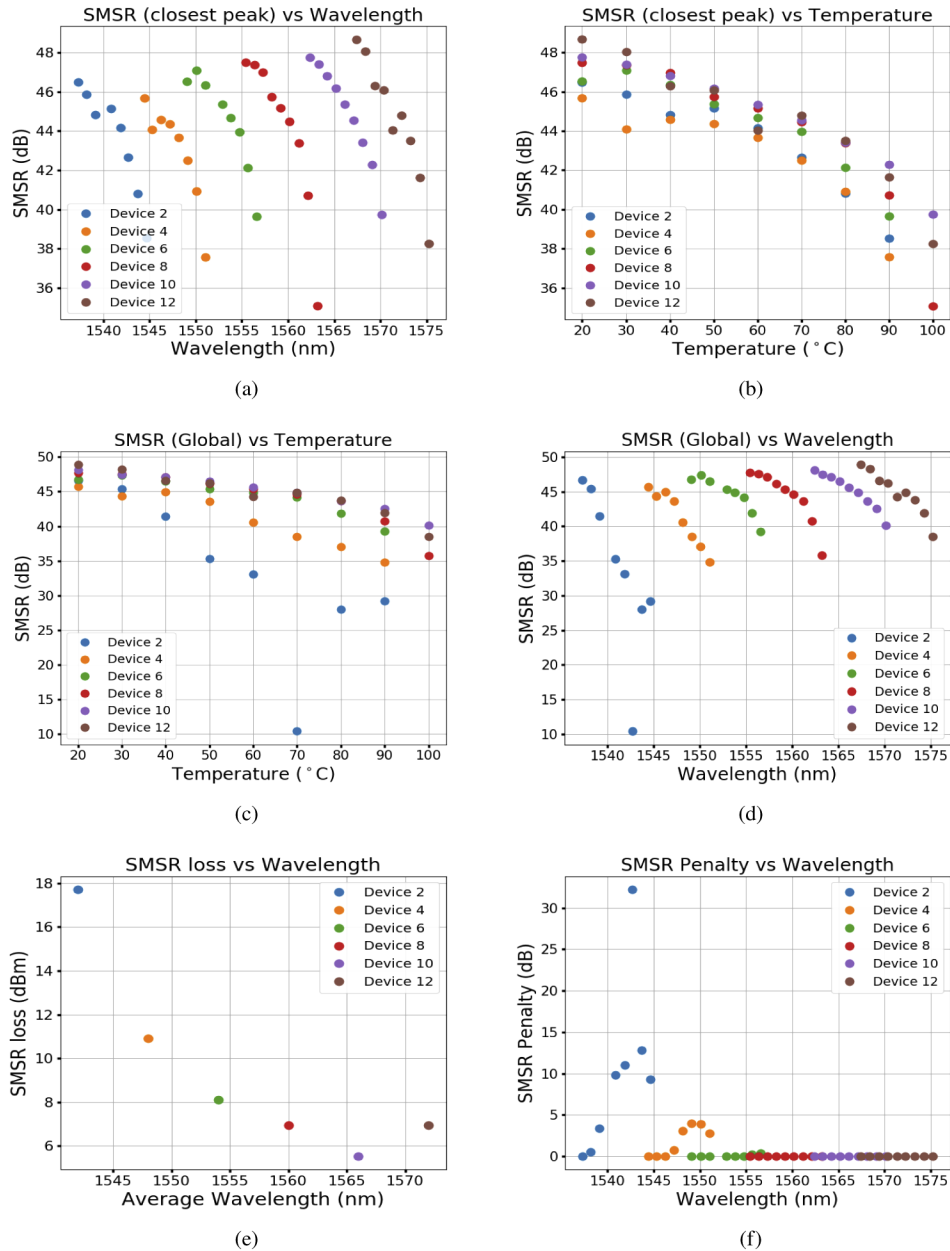 SMSR (closest peak) vs Wavelength
SMSR (dB)
48
46
44
42
40
38
36
Device 2
Device 4
Device 6
Device 8
Device 10
Device 12
1540 1545 1550 1555 1560 1565 1570 1575
Wavelength (nm)
(a)
SMSR (closest peak) vs Temperature
SMSR (dB)
48
46
44
42
40
38
36
Device 2
Device 4
Device 6
Device 8
Device 10
Device 12
20 30 40 50 60 70 80 90 100
Temperature (°C)
(b)
SMSR (Global) vs Temperature
SMSR (dB)
50
45
40
35
30
25
20
15
10
Device 2
Device 4
Device 6
Device 8
Device 10
Device 12
20 30 40 50 60 70 80 90 100
Temperature (°C)
(c)
SMSR (Global) vs Wavelength
SMSR (dB)
50
45
40
35
30
25
20
15
10
Device 2
Device 4
Device 6
Device 8
Device 10
Device 12
1540 1545 1550 1555 1560 1565 1570 1575
Wavelength (nm)
(d)
SMSR loss vs Wavelength
SMSR loss (dBm)
18
16
14
12
10
8
6
Device 2
Device 4
Device 6
Device 8
Device 10
Device 12
1545 1550 1555 1560 1565 1570
Average Wavelength (nm)
(e)
SMSR Penalty vs Wavelength
SMSR Penalty (dB)
30
25
20
15
10
5
0
Device 2
Device 4
Device 6
Device 8
Device 10
Device 12
1540 1545 1550 1555 1560 1565 1570 1575
Wavelength (nm)
(f)